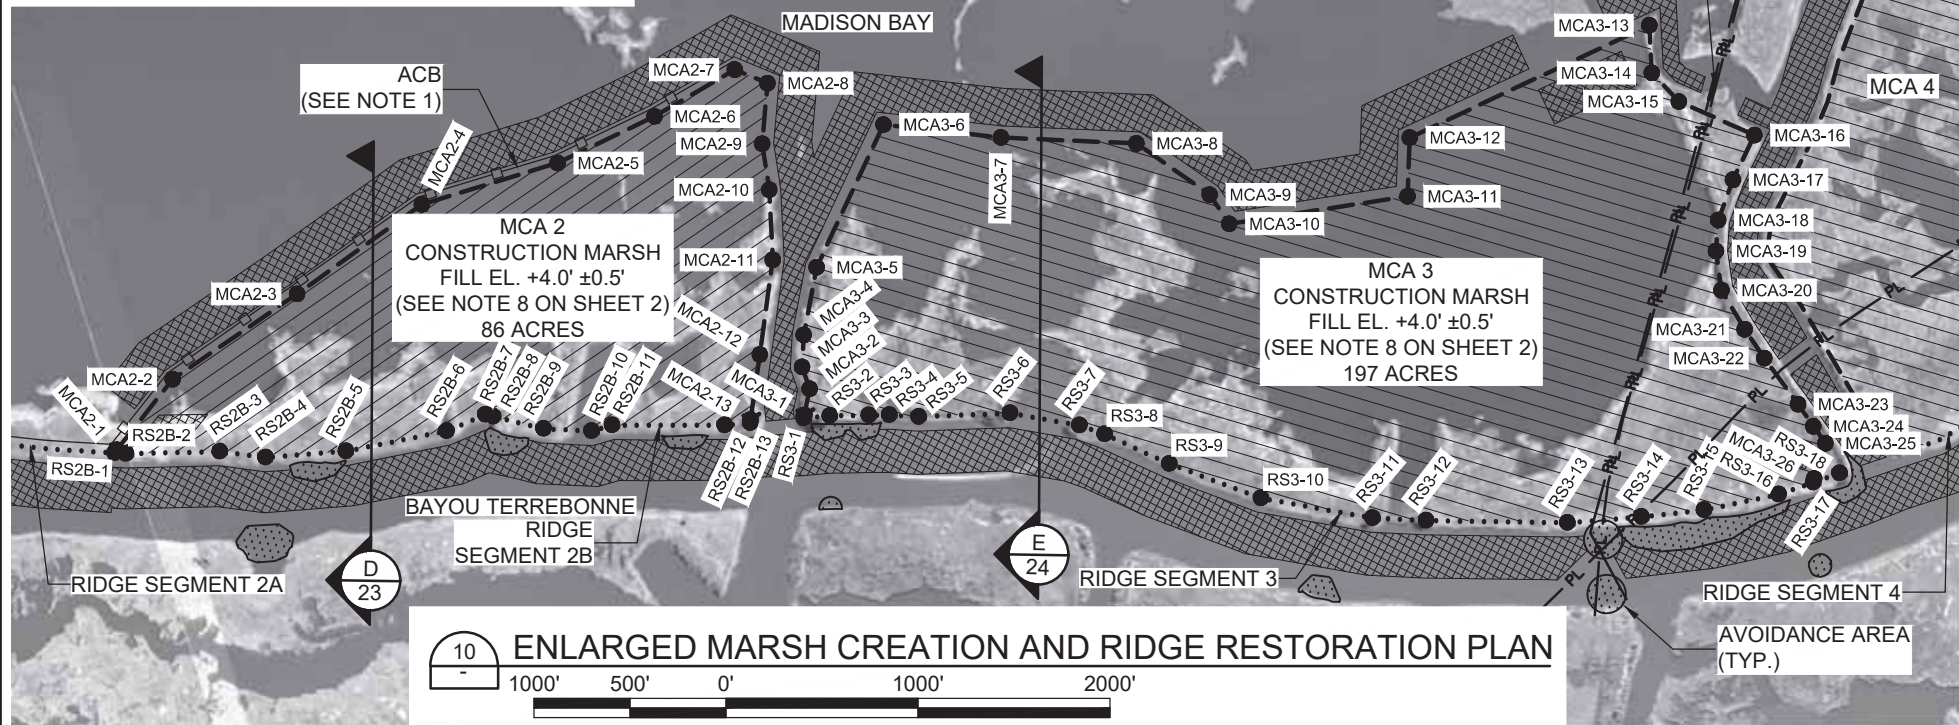 MADISON BAY
ACB
(SEE NOTE 1)
MCA 4
MCA2-1
MCA2-2
MCA2-3
MCA2-4
MCA2-5
MCA2-6
MCA2-7
MCA2-8
MCA2-9
MCA2-10
MCA2-11
MCA2-12
MCA2-13
MCA 2
CONSTRUCTION MARSH
FILL EL. +4.0' ±0.5'
(SEE NOTE 8 ON SHEET 2)
86 ACRES
MCA3-1
MCA3-2
MCA3-3
MCA3-4
MCA3-5
MCA3-6
MCA3-7
MCA3-8
MCA3-9
MCA3-10
MCA3-11
MCA3-12
MCA3-13
MCA3-14
MCA3-15
MCA3-16
MCA3-17
MCA3-18
MCA3-19
MCA3-20
MCA3-21
MCA3-22
MCA3-23
MCA3-24
MCA3-25
MCA3-26
MCA 3
CONSTRUCTION MARSH
FILL EL. +4.0' ±0.5'
(SEE NOTE 8 ON SHEET 2)
197 ACRES
RS2B-1
RS2B-2
RS2B-3
RS2B-4
RS2B-5
RS2B-6
RS2B-7
RS2B-8
RS2B-9
RS2B-10
RS2B-11
RS2B-12
RS2B-13
RS3-1
RS3-2
RS3-3
RS3-4
RS3-5
RS3-6
RS3-7
RS3-8
RS3-9
RS3-10
RS3-11
RS3-12
RS3-13
RS3-14
RS3-15
RS3-16
RS3-17
RS3-18
PL
PL
PL
PL
PL
BAYOU TERREBONNE
RIDGE
SEGMENT 2B
RIDGE SEGMENT 2A
RIDGE SEGMENT 3
RIDGE SEGMENT 4
AVOIDANCE AREA
(TYP.)
D
23
E
24
10
-
ENLARGED MARSH CREATION AND RIDGE RESTORATION PLAN
1000' 500' 0' 1000' 2000'